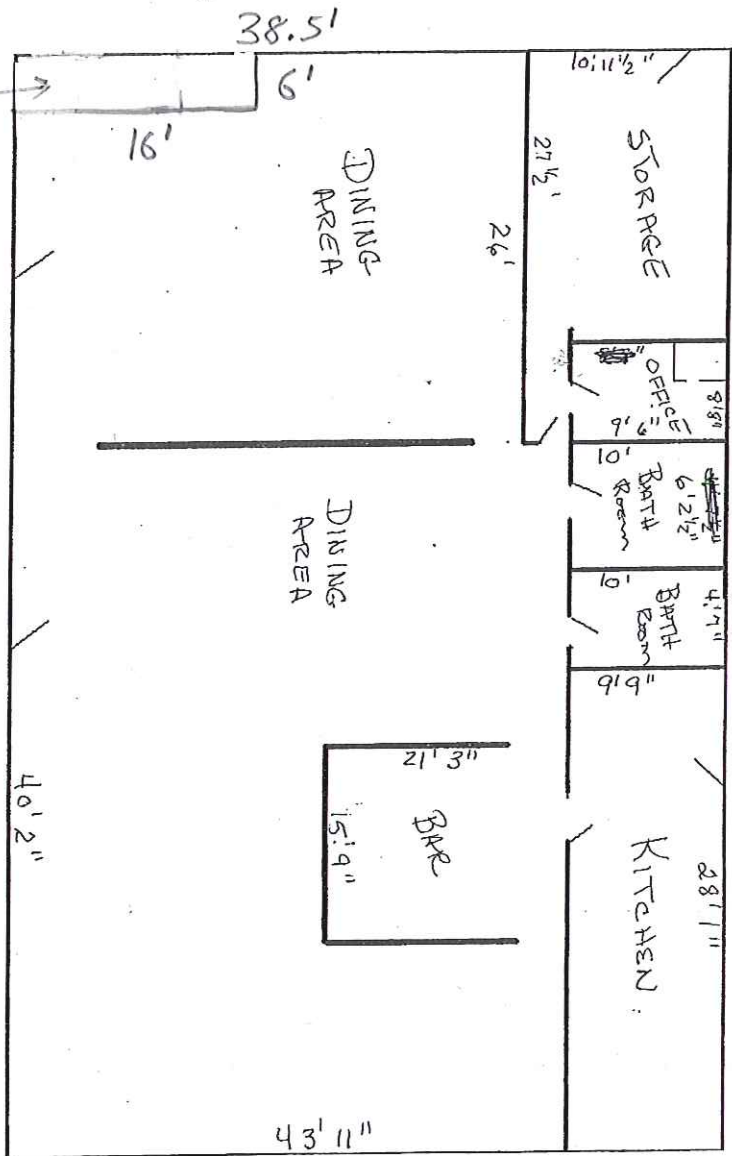 38.5'
6'
16'
10'11½"
STORAGE
27½'
26'
DINING
AREA
OFFICE
8'8"
9'6"
10'
BATH
ROOM
6'2½"
10'
BATH
ROOM
4'7"
9'9"
DINING
AREA
21'3"
15'9"
BAR
KITCHEN
28'1"
40'2"
43'11"